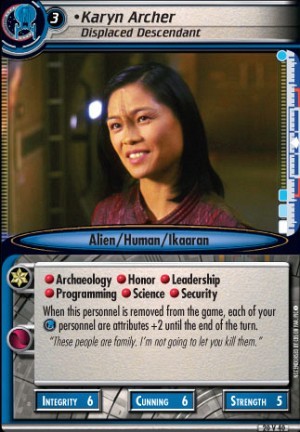 3
•Karyn Archer
Displaced Descendant
Alien/Human/Ikaaran
Archaeology Honor Leadership
Programming Science Security
When this personnel is removed from the game, each of your
personnel are attributes +2 until the end of the turn.
"These people are family. I'm not going to let you kill them."
INTEGRITY 6 CUNNING 6 STRENGTH 5